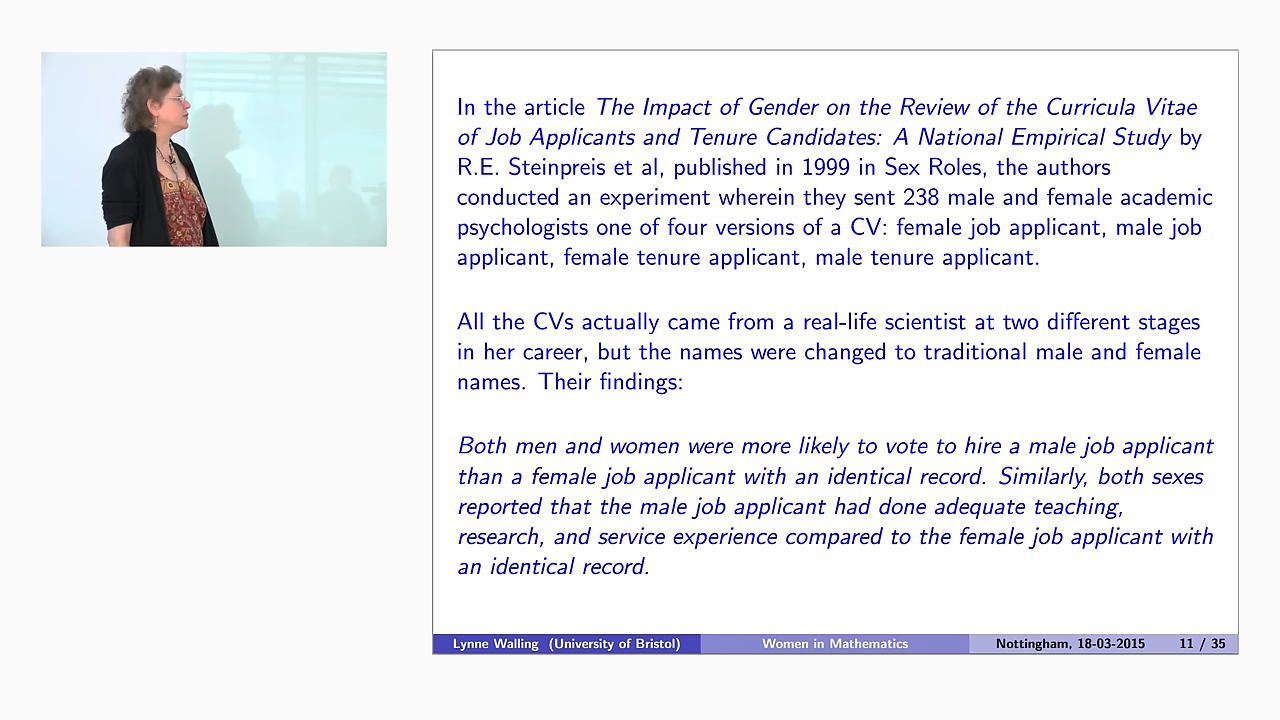 In the article The Impact of Gender on the Review of the Curricula Vitae
of Job Applicants and Tenure Candidates: A National Empirical Study by
R.E. Steinpreis et al, published in 1999 in Sex Roles, the authors
conducted an experiment wherein they sent 238 male and female academic
psychologists one of four versions of a CV: female job applicant, male job
applicant, female tenure applicant, male tenure applicant.
All the CVs actually came from a real-life scientist at two different stages
in her career, but the names were changed to traditional male and female
names. Their findings:
Both men and women were more likely to vote to hire a male job applicant
than a female job applicant with an identical record. Similarly, both sexes
reported that the male job applicant had done adequate teaching,
research, and service experience compared to the female job applicant with
an identical record.
Lynne Walling (University of Bristol) Women in Mathematics Nottingham, 18-03-2015 11 / 35